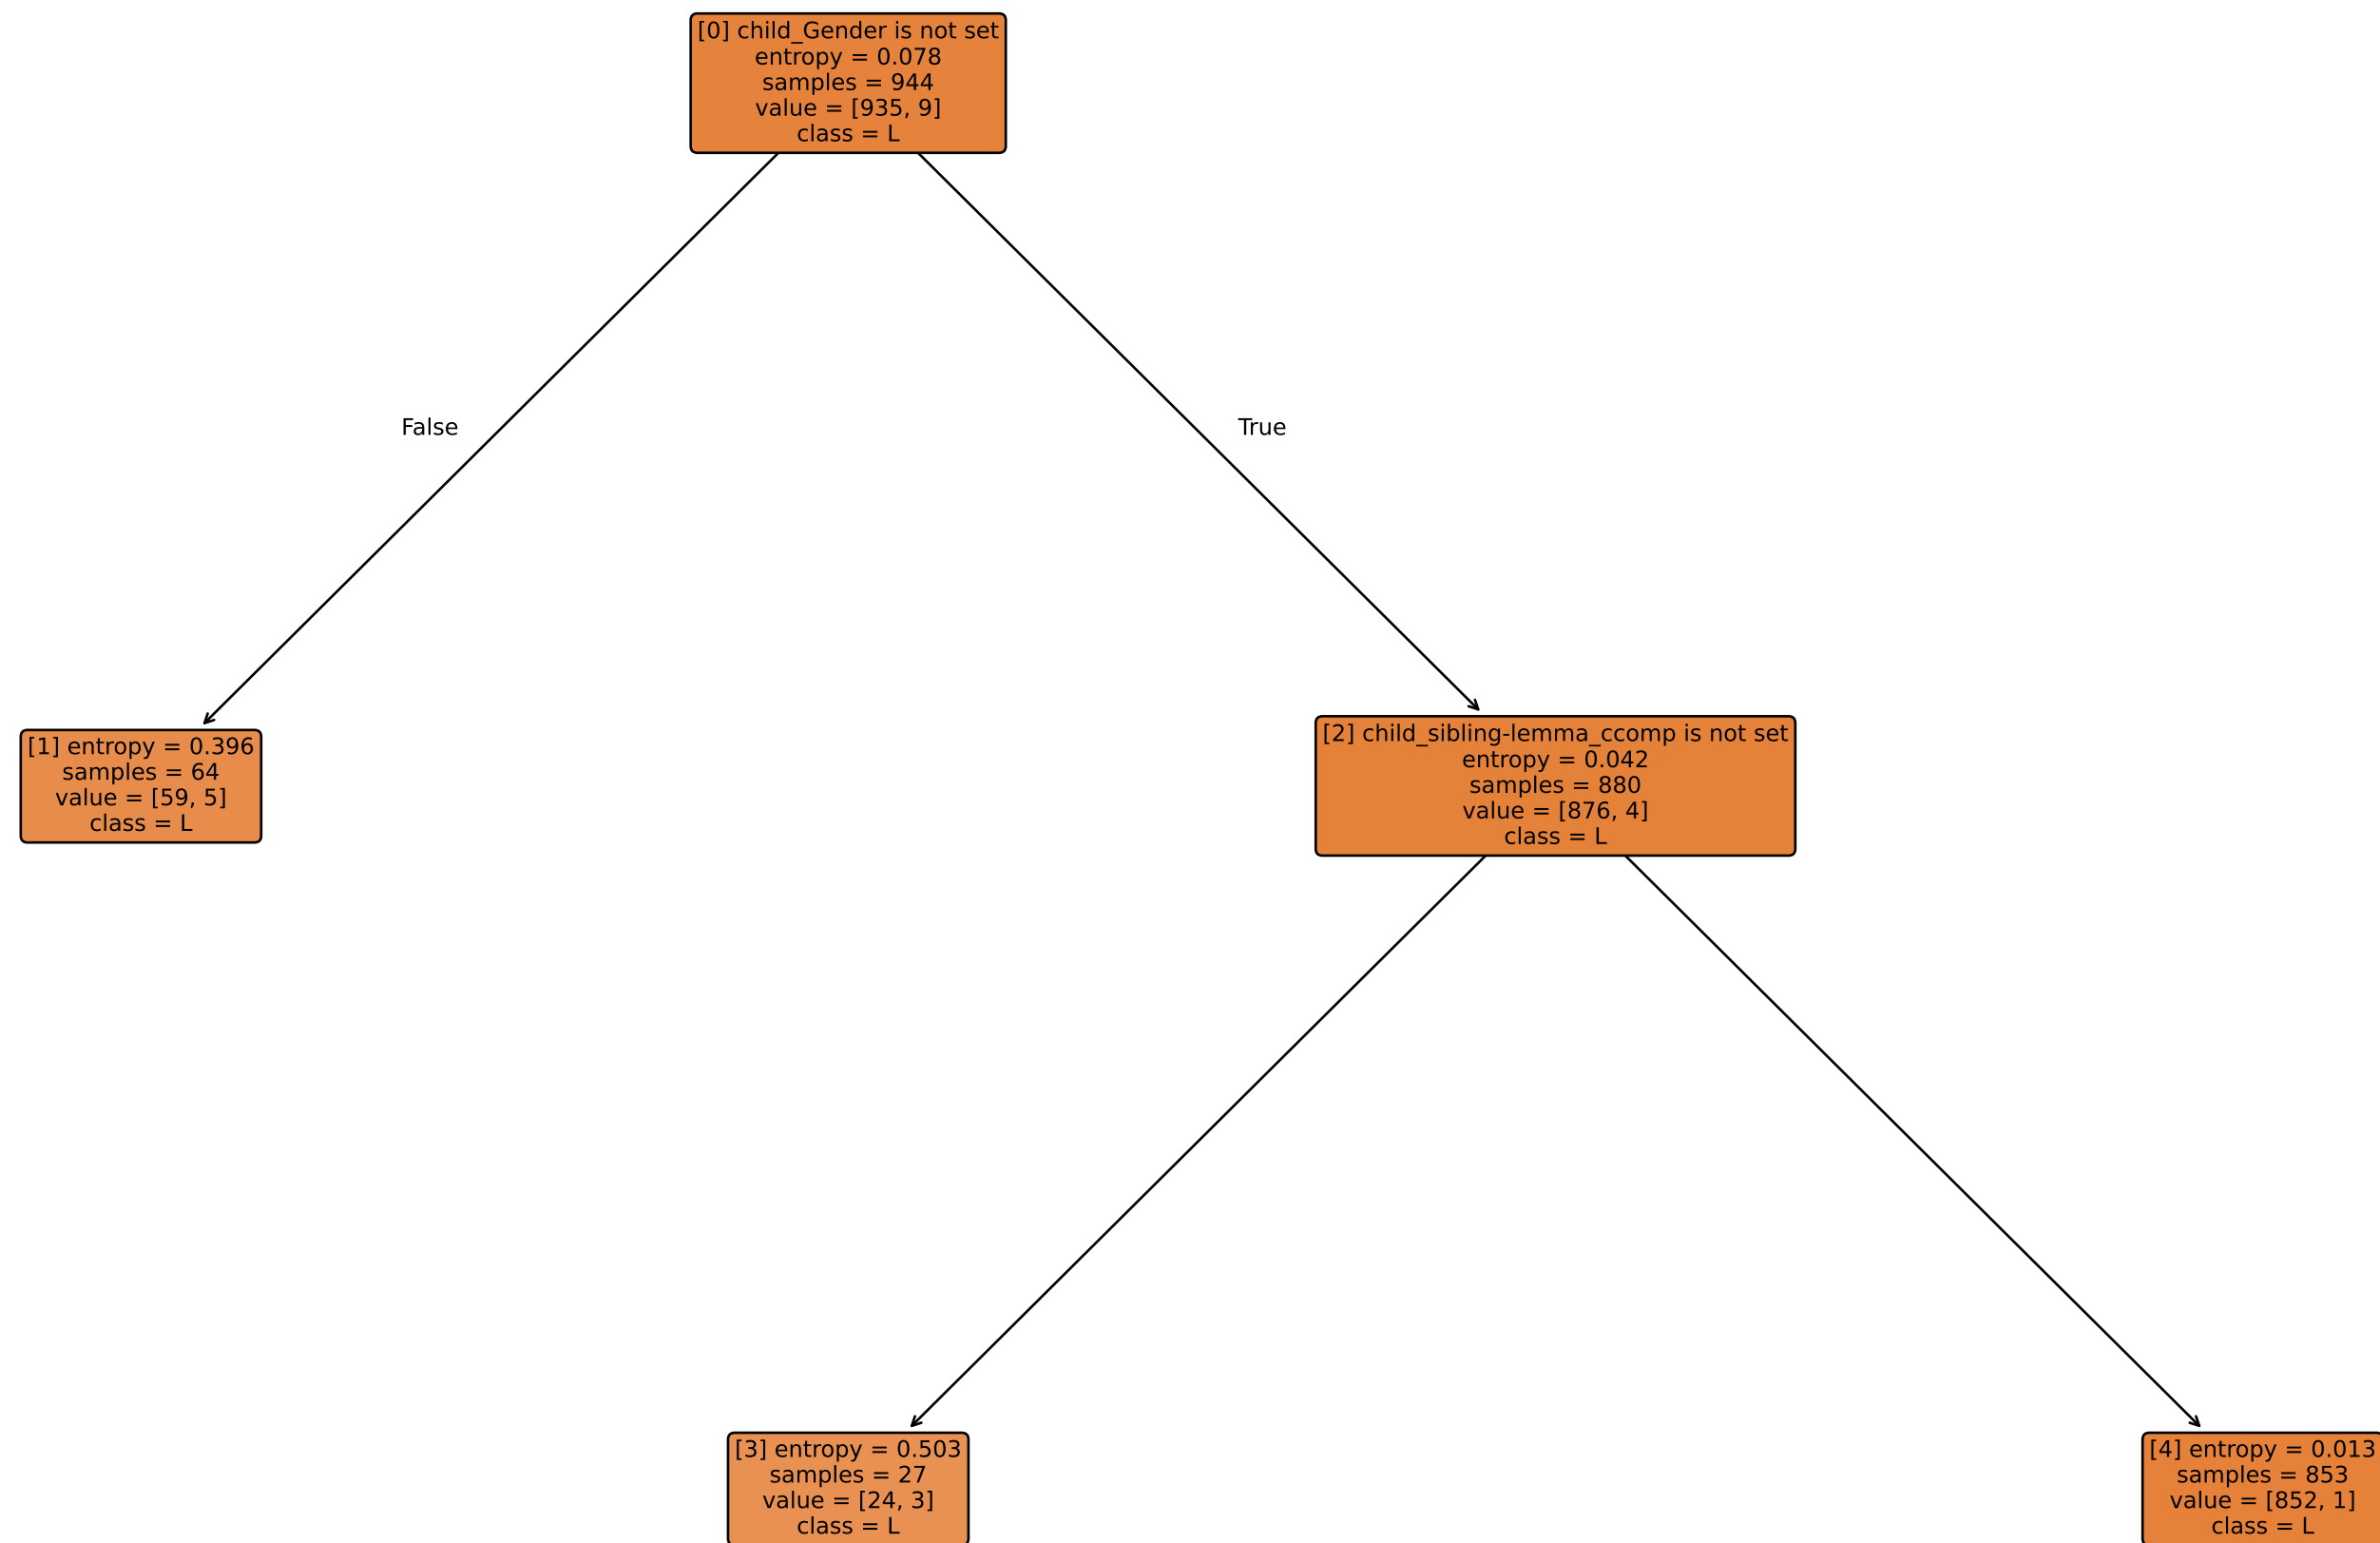 [0] child_Gender is not set
entropy = 0.078
samples = 944
value = [935, 9]
class = L
False
True
[1] entropy = 0.396
samples = 64
value = [59, 5]
class = L
[2] child_sibling-lemma_ccomp is not set
entropy = 0.042
samples = 880
value = [876, 4]
class = L
[3] entropy = 0.503
samples = 27
value = [24, 3]
class = L
[4] entropy = 0.013
samples = 853
value = [852, 1]
class = L